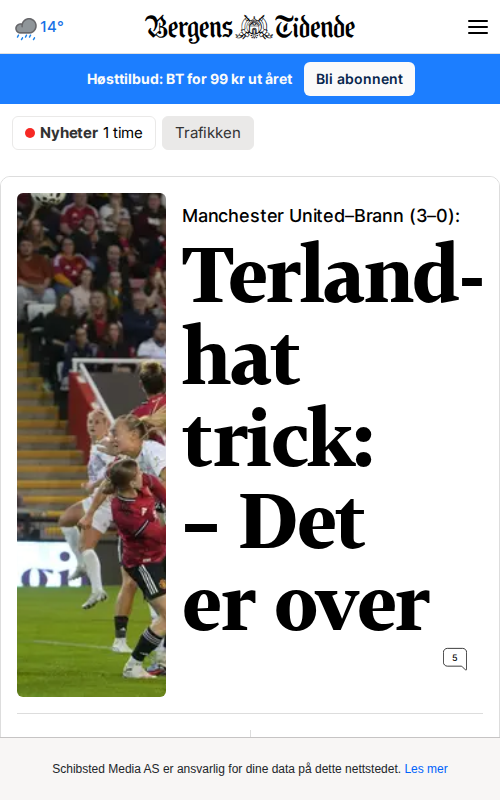 14°
Bergens Tidende
Høsttilbud: BT for 99 kr ut året
Bli abonnent
Nyheter 1 time
Trafikken
Manchester United–Brann (3–0):
Terland-
hat
trick:
– Det
er over
5
Schibsted Media AS er ansvarlig for dine data på dette nettstedet. Les mer